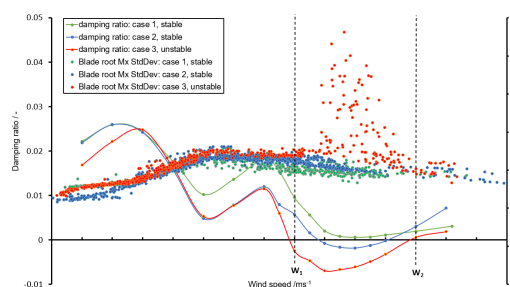 0.05
0.04
0.03
0.02
0.01
0
-0.01
Damping ratio / -
damping ratio: case 1, stable
damping ratio: case 2, stable
damping ratio: case 3, unstable
Blade root Mx StdDev: case 1, stable
Blade root Mx StdDev: case 2, stable
Blade root Mx StdDev: case 3, unstable
W₁
W₂
Wind speed /ms⁻¹